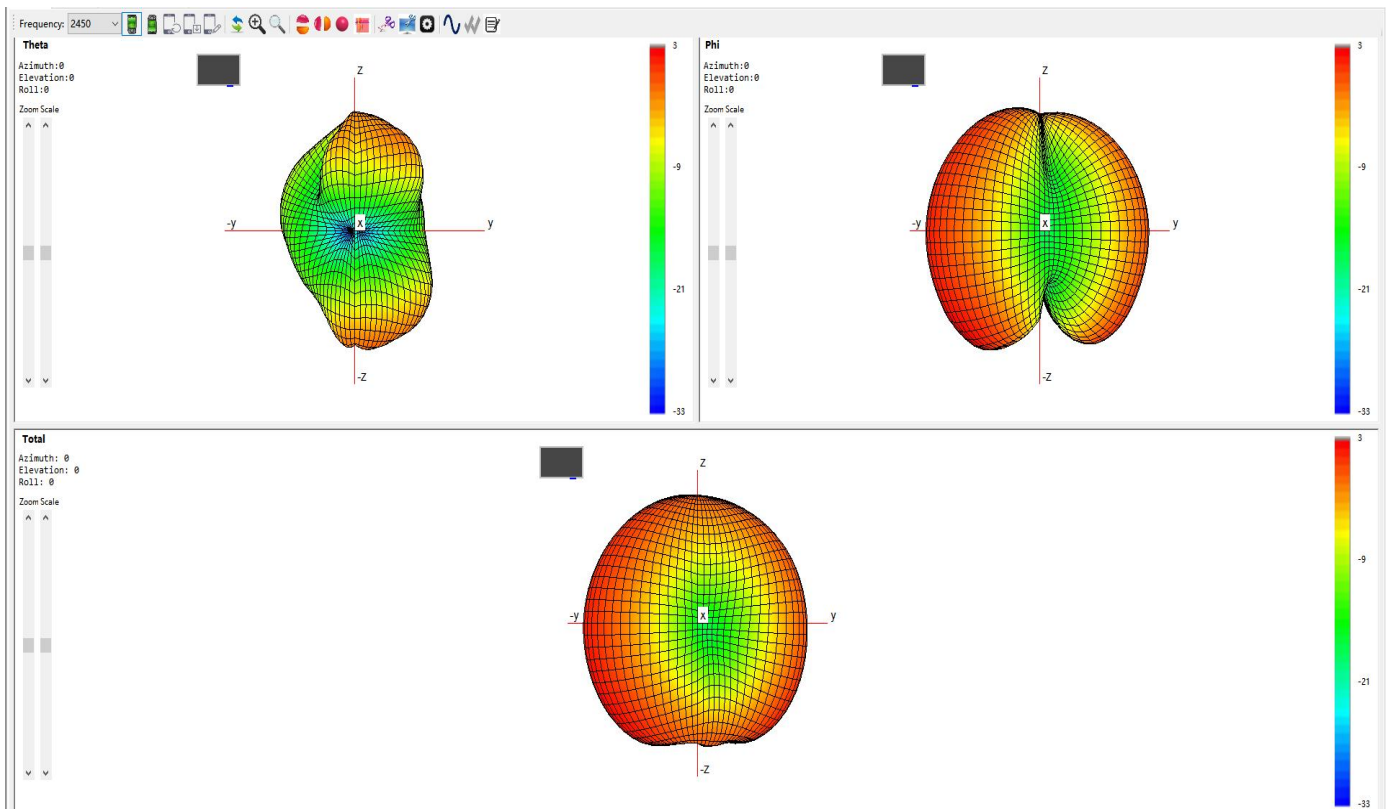 Frequency: 2450
Theta
Azimuth:0
Elevation:0
Roll:0
Zoom Scale
Z
-y
X
y
-Z
3
-9
-21
-33
Phi
Azimuth:0
Elevation:0
Roll:0
Zoom Scale
Z
-y
X
y
-Z
3
-9
-21
-33
Total
Azimuth: 0
Elevation: 0
Roll: 0
Zoom Scale
Z
-y
X
y
-Z
3
-9
-21
-33